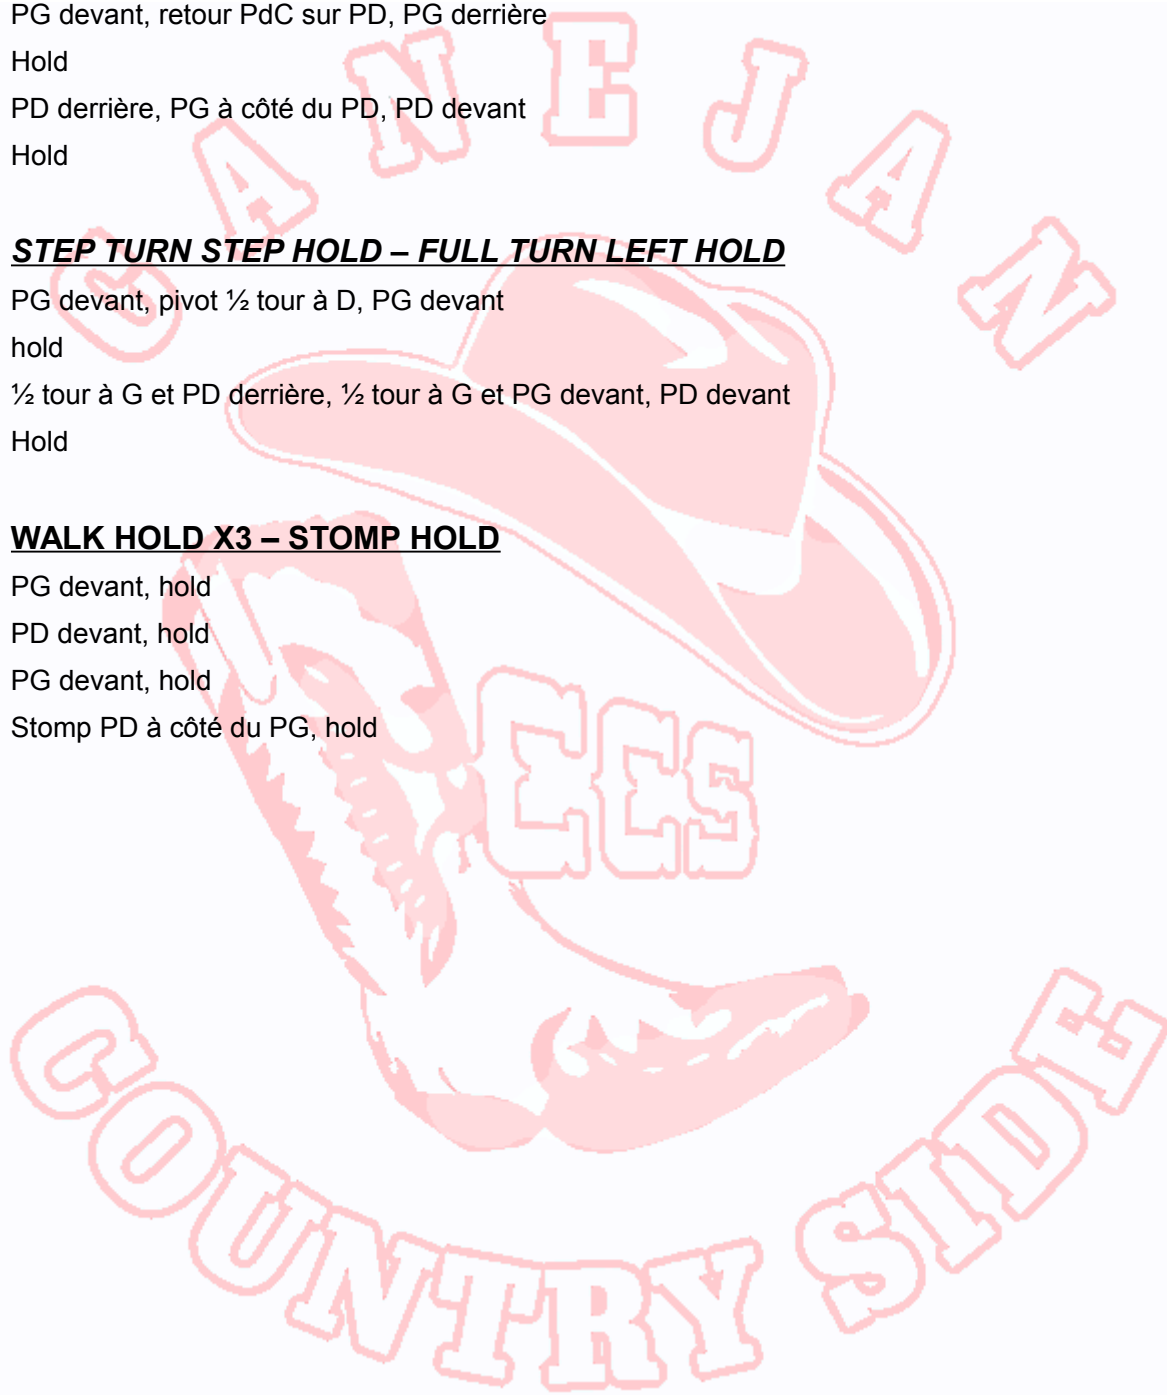 PG devant, retour PdC sur PD, PG derrière
Hold
PD derrière, PG à côté du PD, PD devant
Hold
STEP TURN STEP HOLD – FULL TURN LEFT HOLD
PG devant, pivot ½ tour à D, PG devant
hold
½ tour à G et PD derrière, ½ tour à G et PG devant, PD devant
Hold
WALK HOLD X3 – STOMP HOLD
PG devant, hold
PD devant, hold
PG devant, hold
Stomp PD à côté du PG, hold
CANEJAN
CCS
COUNTRY SIDE